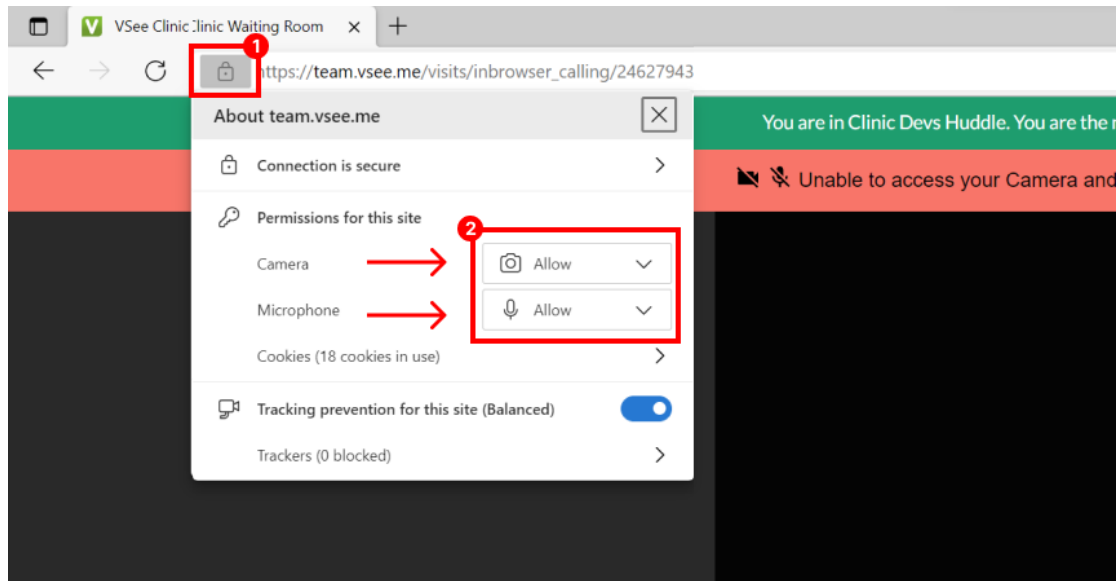 VSee Clinic Clinic Waiting Room
1
https://team.vsee.me/visits/inbrowser_calling/24627943
About team.vsee.me
You are in Clinic Devs Huddle. You are the
Connection is secure
Unable to access your Camera and
Permissions for this site
2
Camera
Allow
Microphone
Allow
Cookies (18 cookies in use)
Tracking prevention for this site (Balanced)
Trackers (0 blocked)